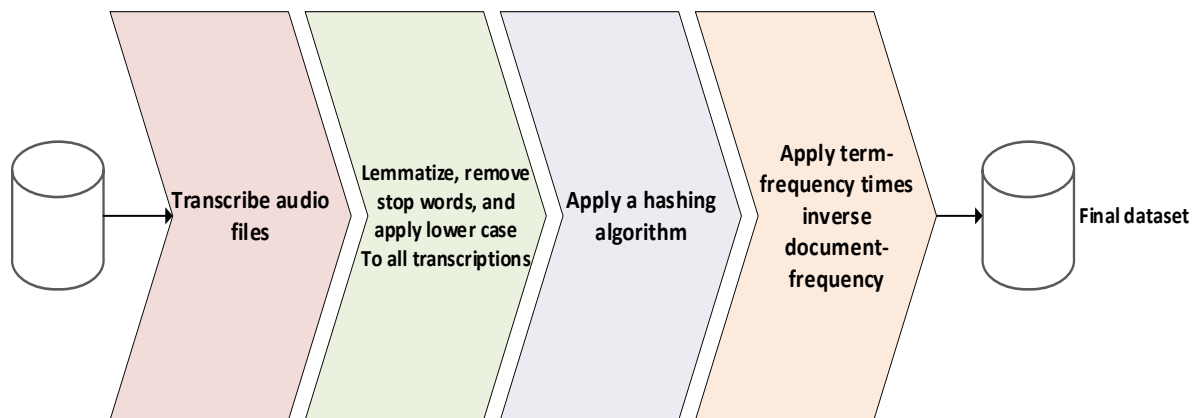 Transcribe audio
files
Lemmatize, remove
stop words, and
apply lower case
To all transcriptions
Apply a hashing
algorithm
Apply term-
frequency times
inverse
document-
frequency
Final dataset